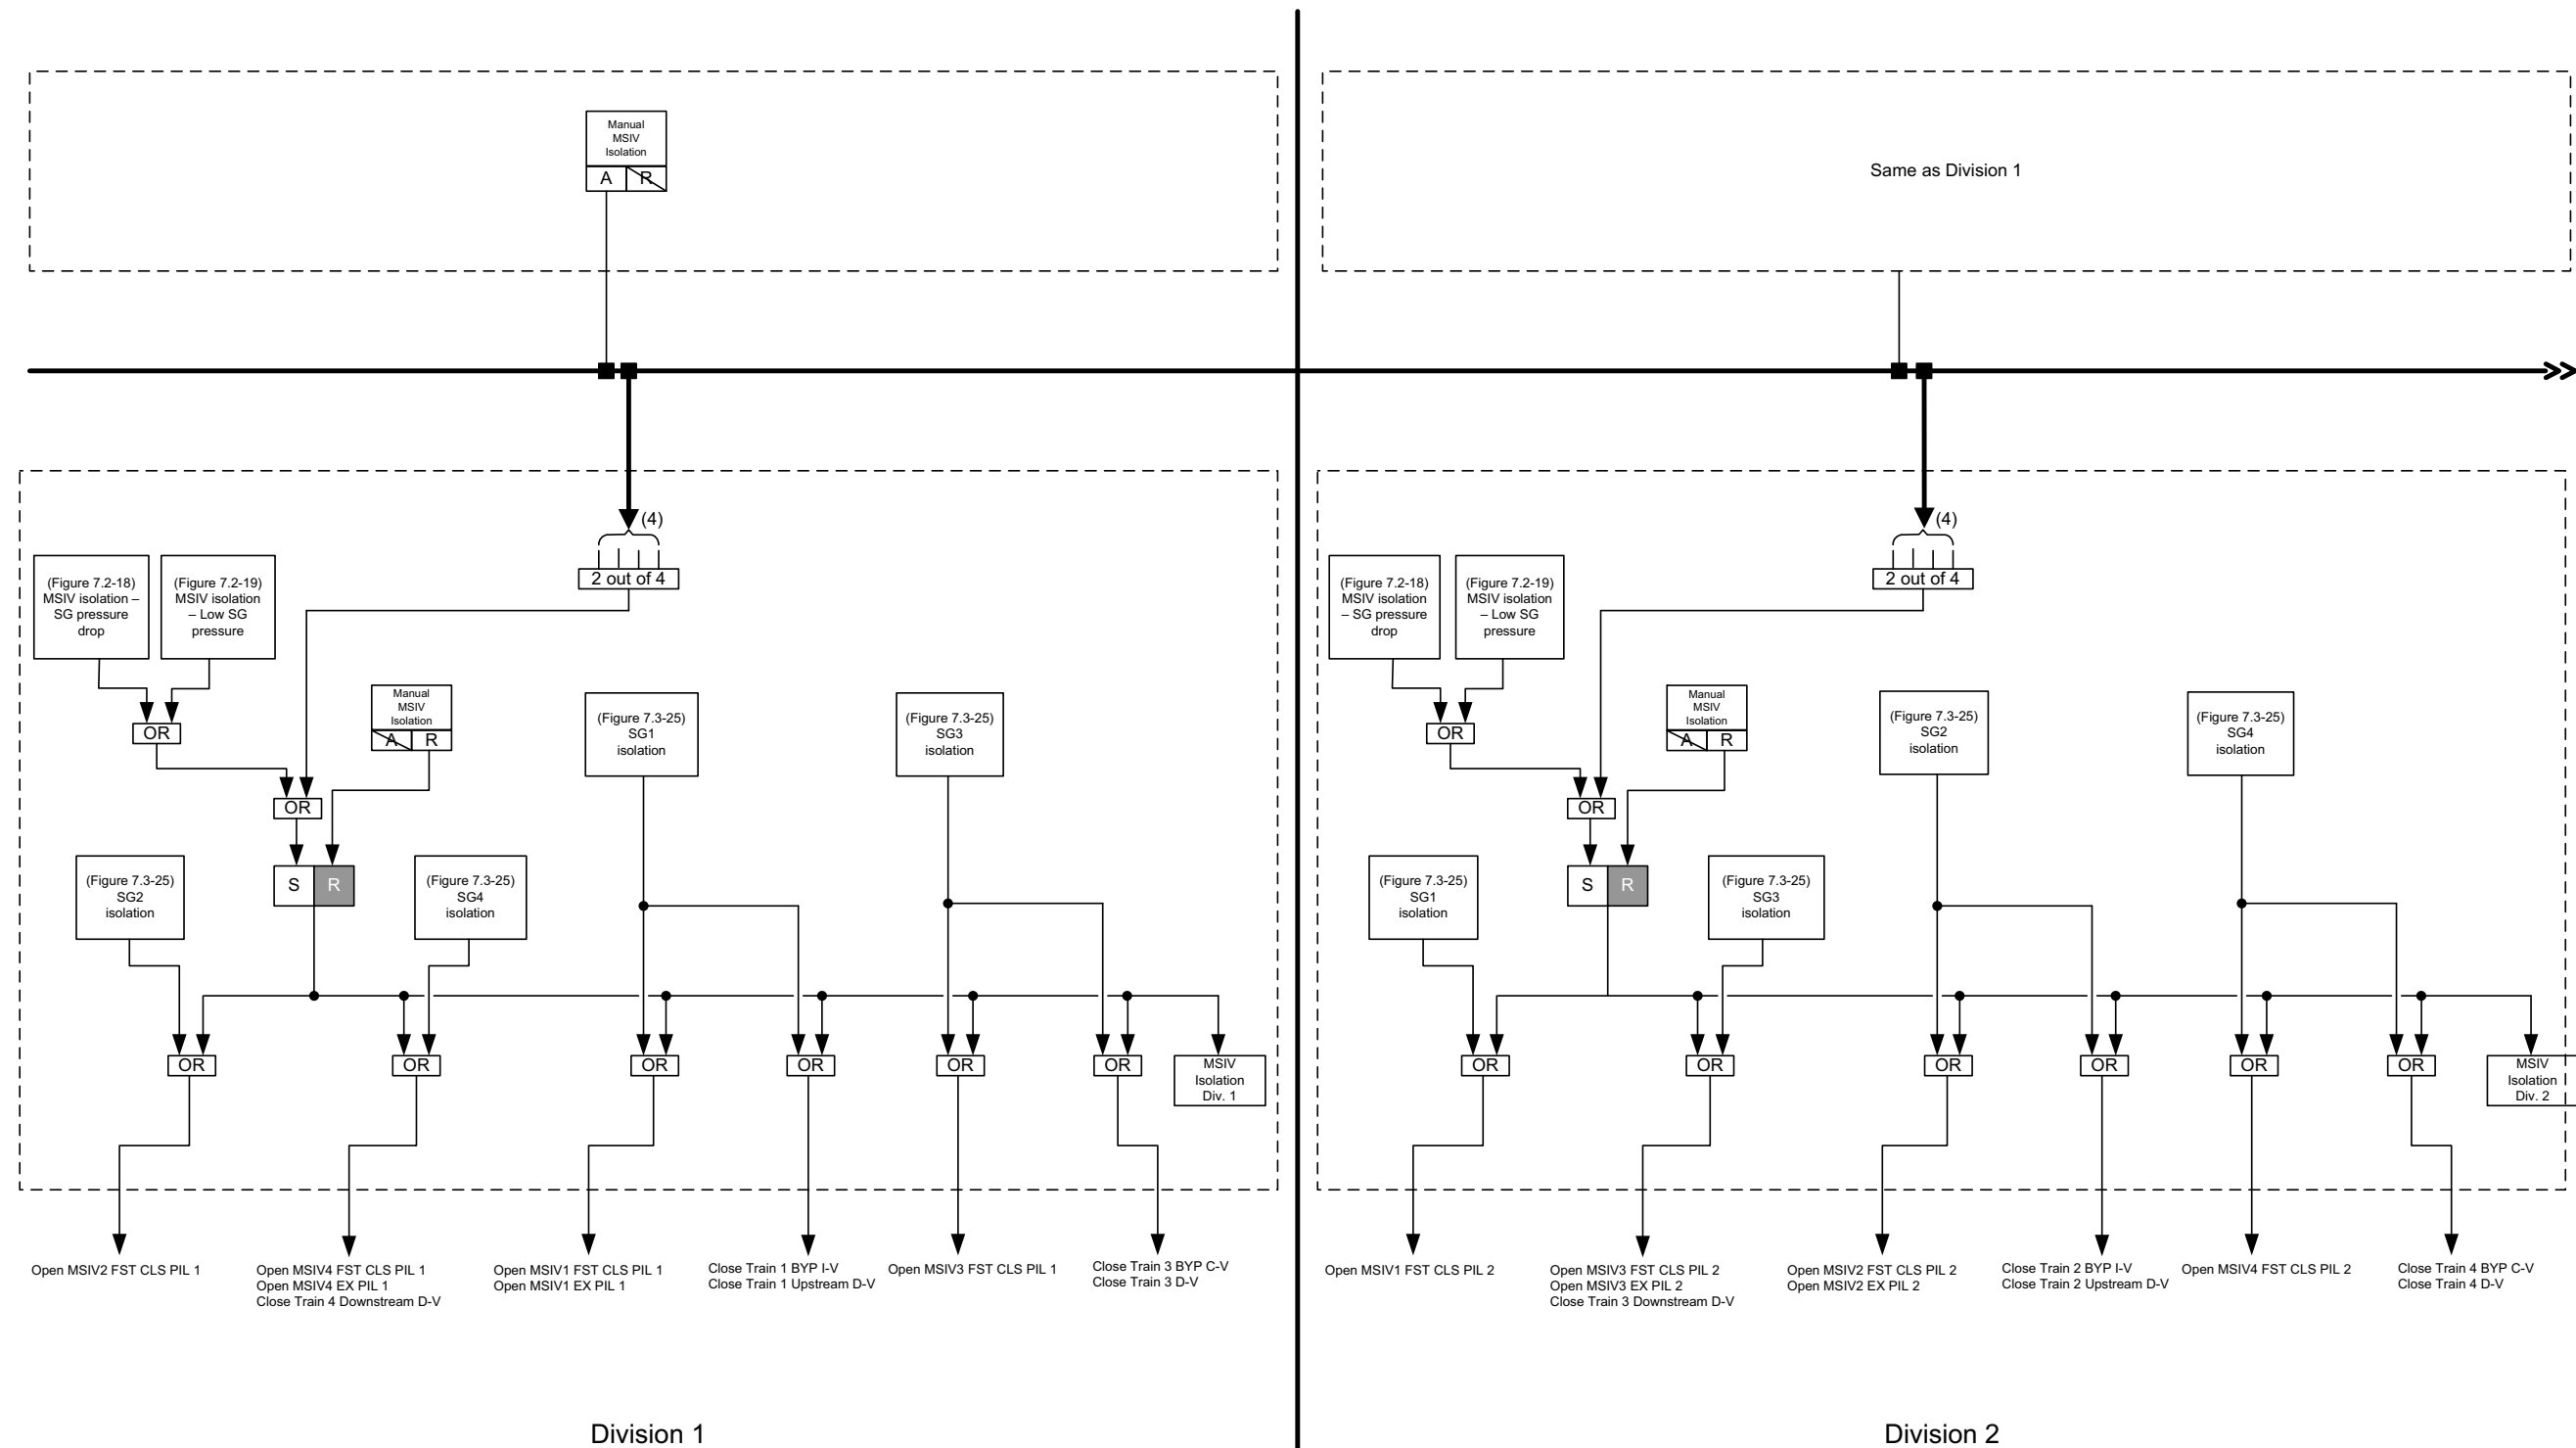 Manual
MSIV
Isolation
A R
Same as Division 1
(4)
2 out of 4
(Figure 7.2-18)
MSIV isolation –
SG pressure
drop
(Figure 7.2-19)
MSIV isolation
– Low SG
pressure
OR
Manual
MSIV
Isolation
A R
OR
(Figure 7.3-25)
SG1
isolation
(Figure 7.3-25)
SG3
isolation
(Figure 7.3-25)
SG2
isolation
S R
(Figure 7.3-25)
SG4
isolation
OR
OR
OR
OR
OR
OR
MSIV
Isolation
Div. 1
Open MSIV2 FST CLS PIL 1
Open MSIV4 FST CLS PIL 1
Open MSIV4 EX PIL 1
Close Train 4 Downstream D-V
Open MSIV1 FST CLS PIL 1
Open MSIV1 EX PIL 1
Close Train 1 BYP I-V
Close Train 1 Upstream D-V
Open MSIV3 FST CLS PIL 1
Close Train 3 BYP C-V
Close Train 3 D-V
Division 1
(4)
2 out of 4
(Figure 7.2-18)
MSIV isolation
– SG pressure
drop
(Figure 7.2-19)
MSIV isolation
– Low SG
pressure
OR
Manual
MSIV
Isolation
A R
OR
(Figure 7.3-25)
SG2
isolation
(Figure 7.3-25)
SG4
isolation
(Figure 7.3-25)
SG1
isolation
S R
(Figure 7.3-25)
SG3
isolation
OR
OR
OR
OR
OR
OR
MSIV
Isolation
Div. 2
Open MSIV1 FST CLS PIL 2
Open MSIV3 FST CLS PIL 2
Open MSIV3 EX PIL 2
Close Train 3 Downstream D-V
Open MSIV2 FST CLS PIL 2
Open MSIV2 EX PIL 2
Close Train 2 BYP I-V
Close Train 2 Upstream D-V
Open MSIV4 FST CLS PIL 2
Close Train 4 BYP C-V
Close Train 4 D-V
Division 2